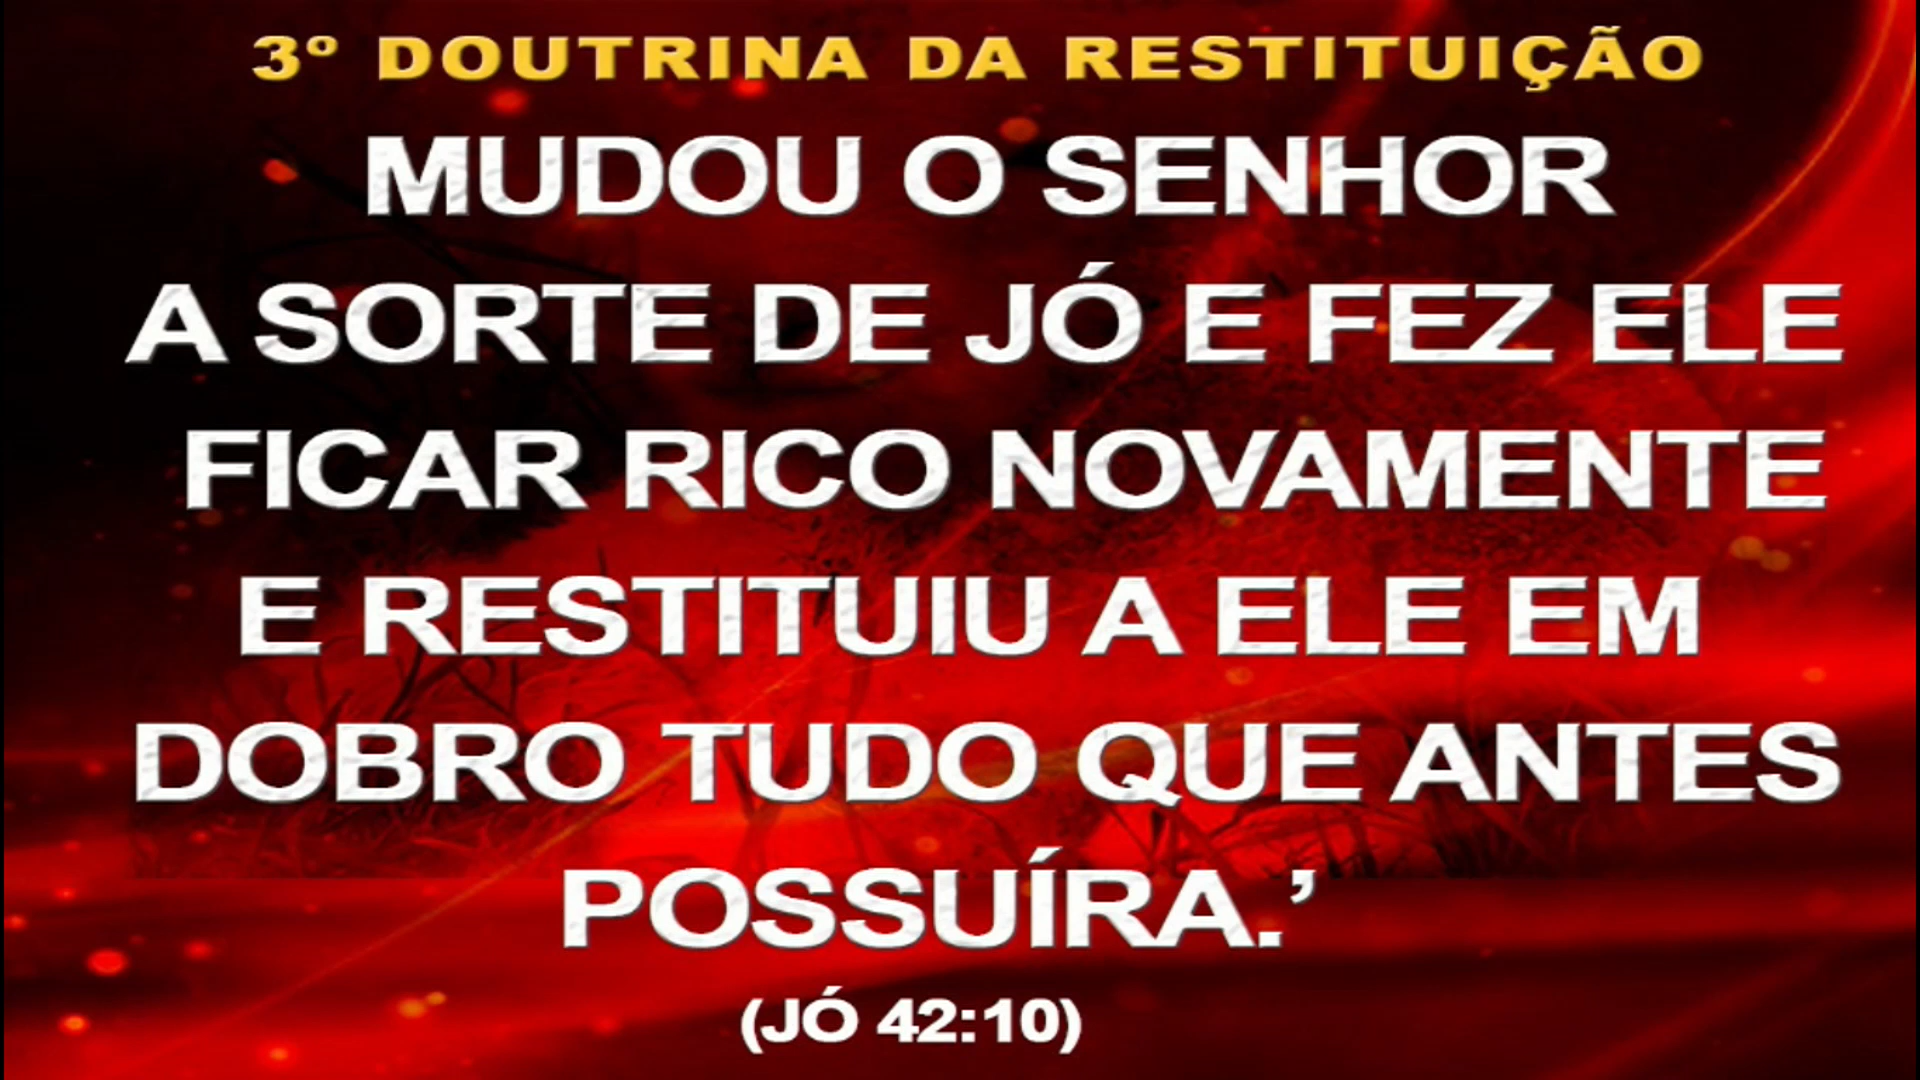 3º DOUTRINA DA RESTITUIÇÃO
MUDOU O SENHOR
A SORTE DE JÓ E FEZ ELE
FICAR RICO NOVAMENTE
E RESTITUIU A ELE EM
DOBRO TUDO QUE ANTES
POSSUÍRA.’
(JÓ 42:10)